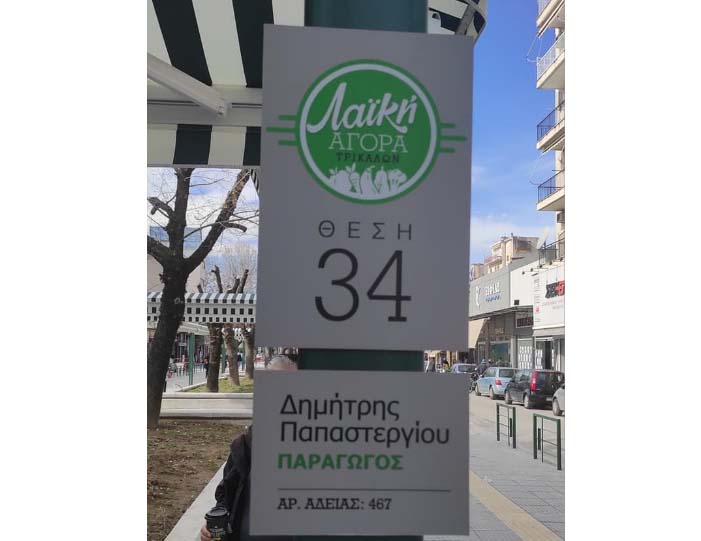 Λαϊκή
ΑΓΟΡΑ
ΤΡΙΚΑΛΩΝ
ΘΕΣΗ
34
Δημήτρης
Παπαστεργίου
ΠΑΡΑΓΩΓΟΣ
ΑΡ. ΑΔΕΙΑΣ: 467